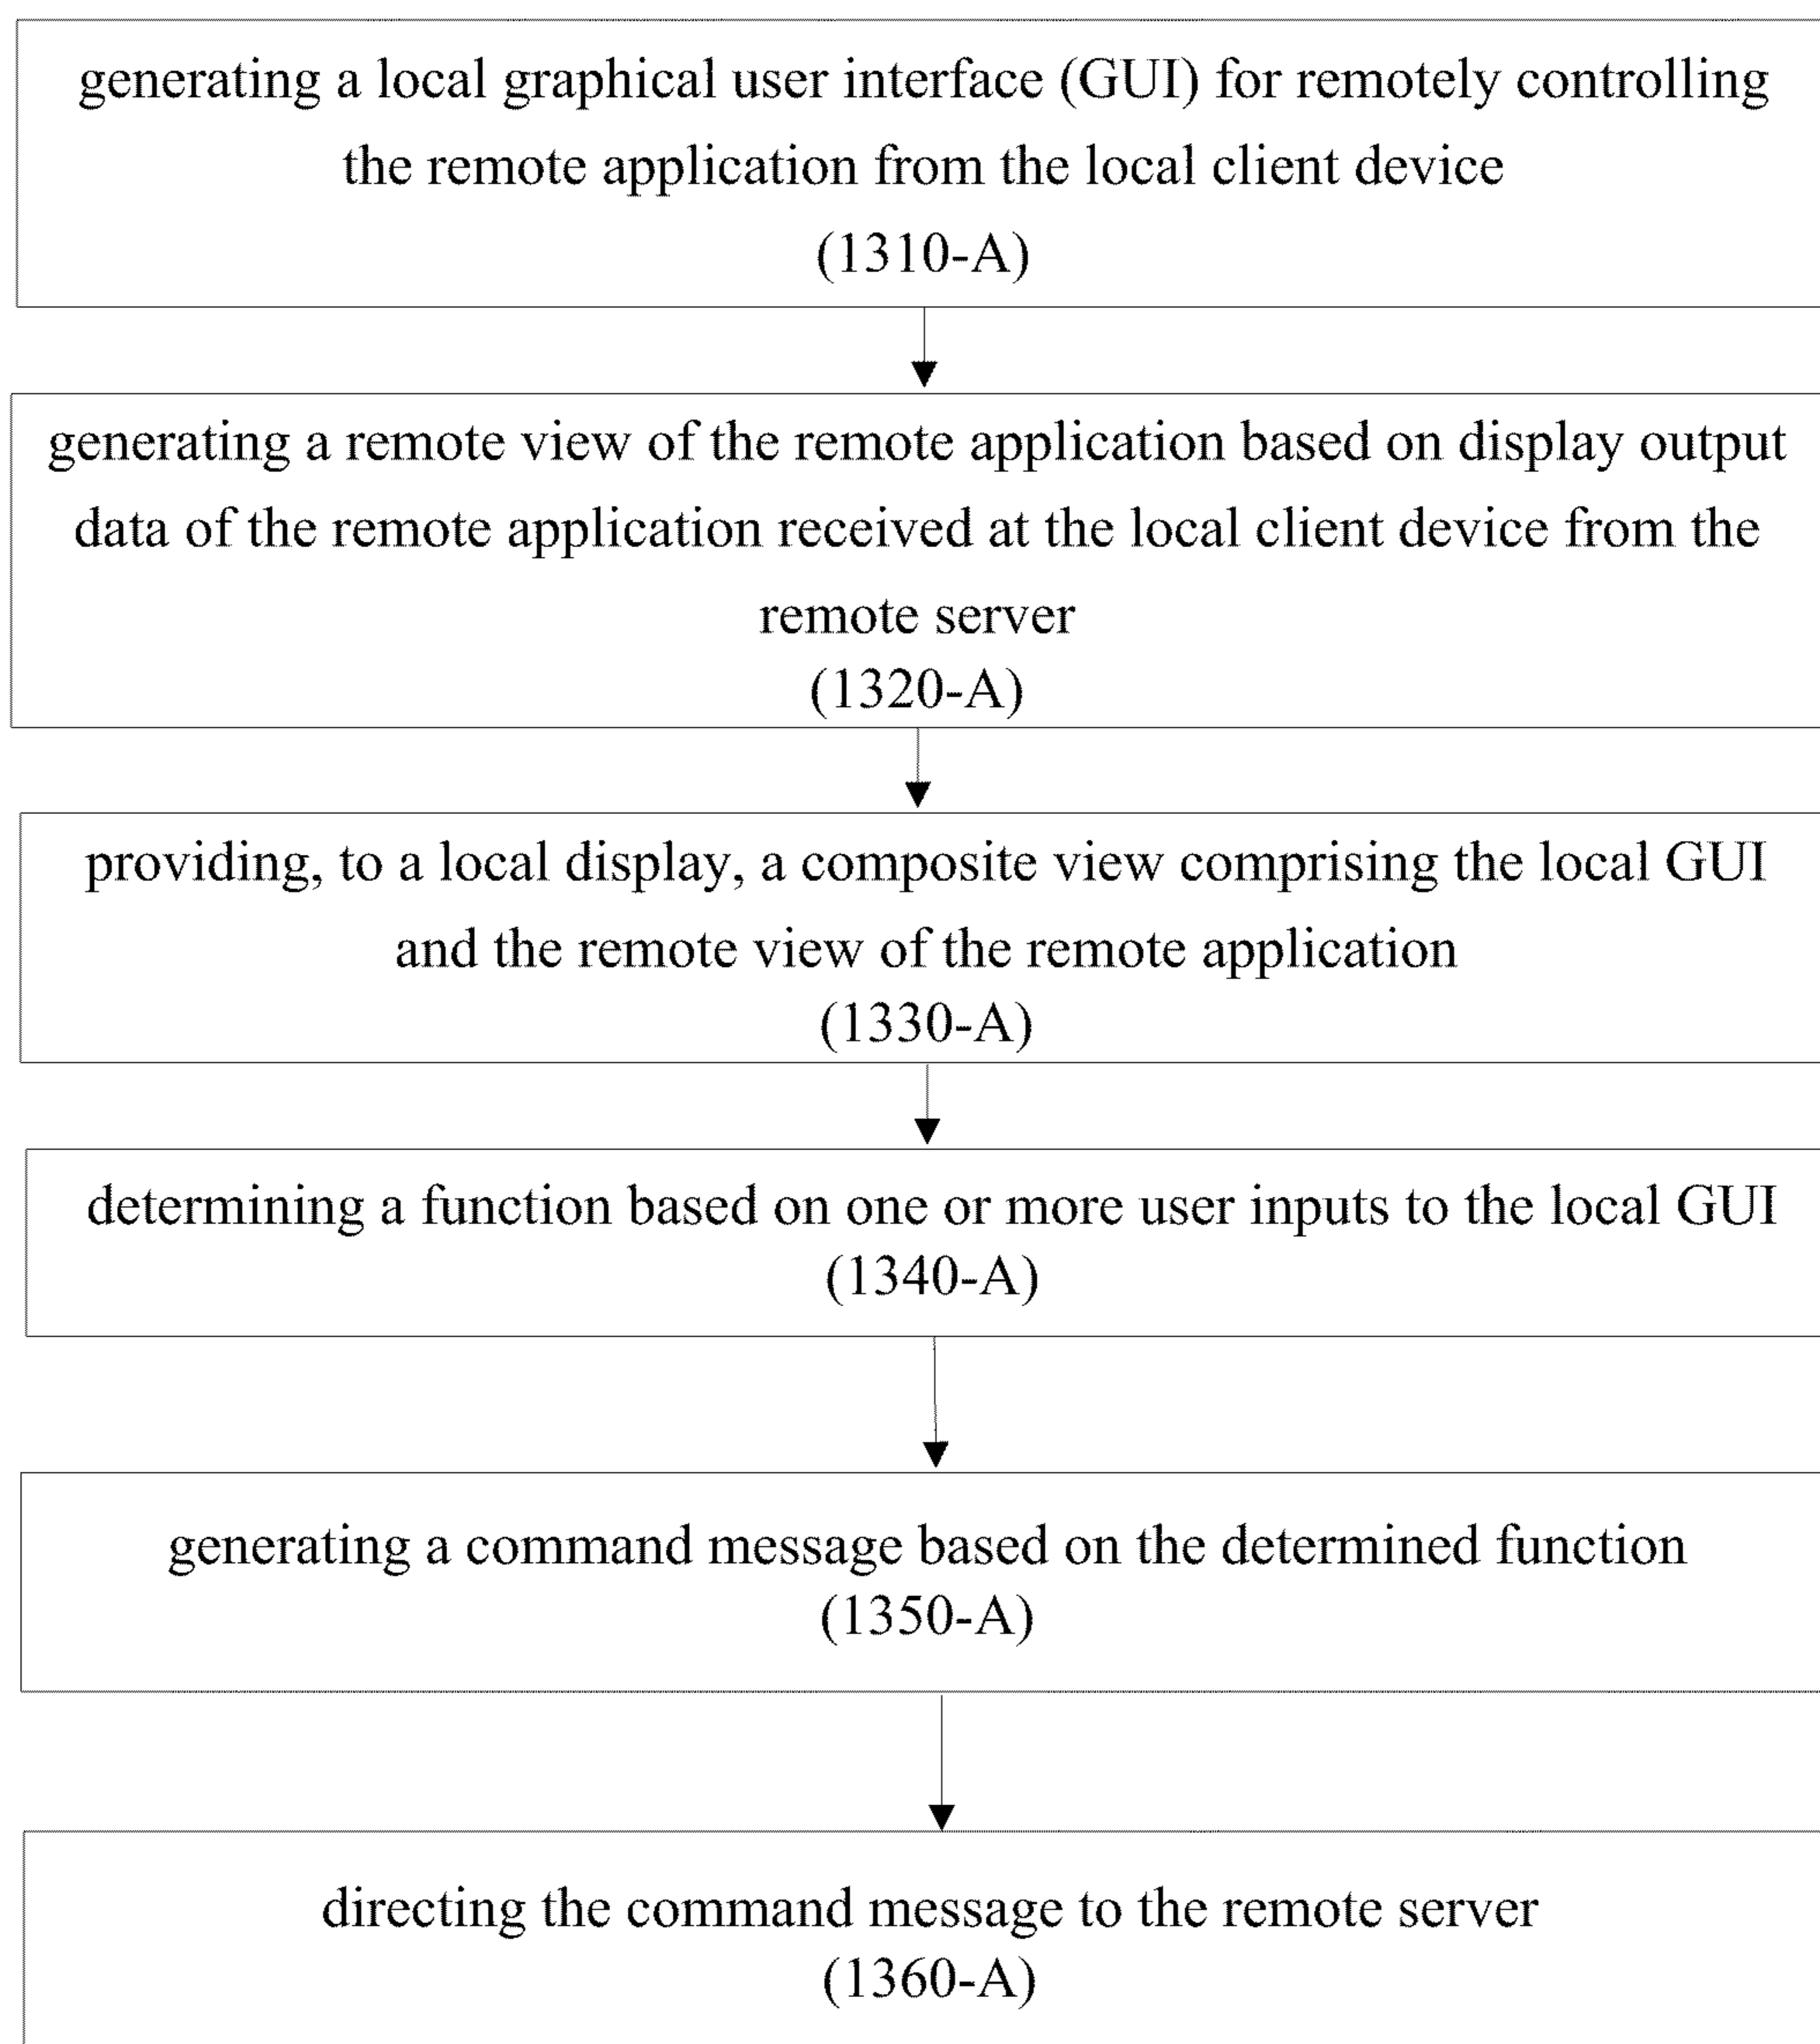 generating a local graphical user interface (GUI) for remotely controlling
the remote application from the local client device
(1310-A)
generating a remote view of the remote application based on display output
data of the remote application received at the local client device from the
remote server
(1320-A)
providing, to a local display, a composite view comprising the local GUI
and the remote view of the remote application
(1330-A)
determining a function based on one or more user inputs to the local GUI
(1340-A)
generating a command message based on the determined function
(1350-A)
directing the command message to the remote server
(1360-A)